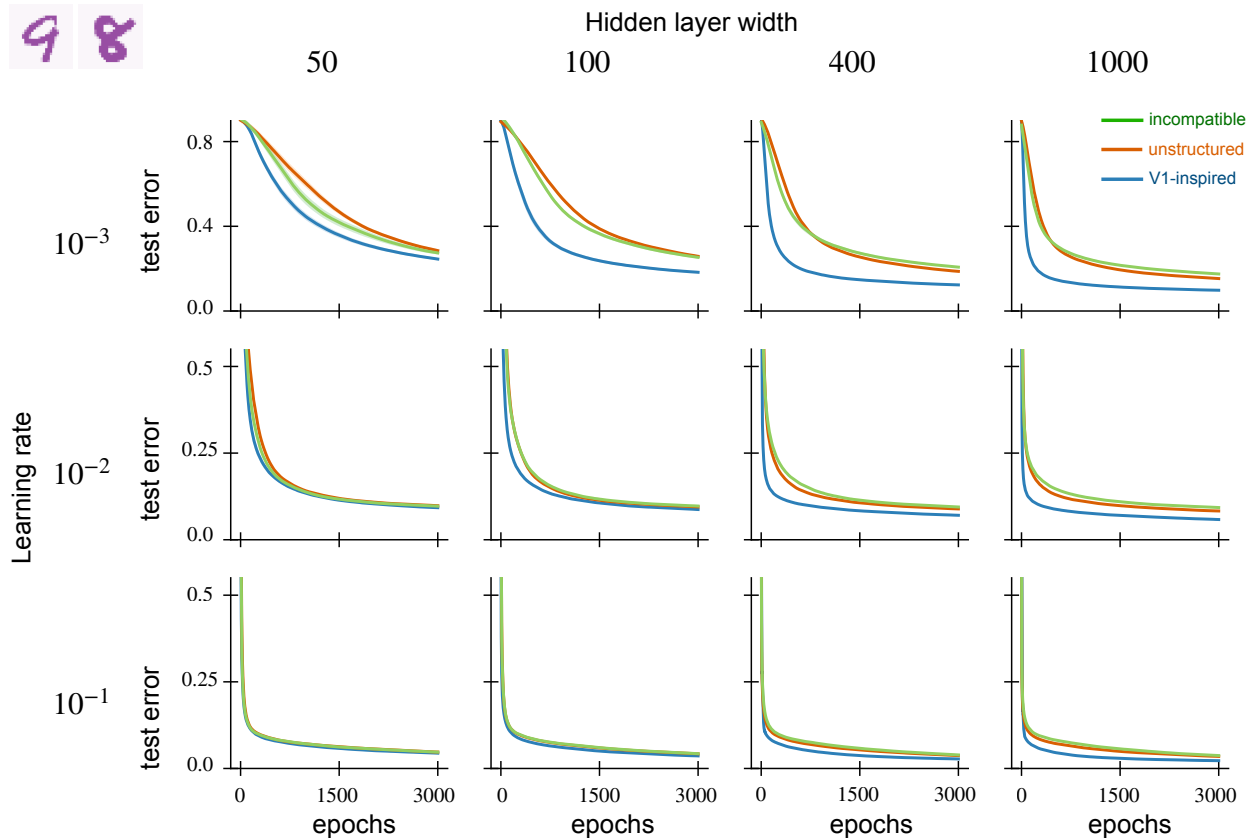 9 8
Hidden layer width
50 100 400 1000
incompatible
unstructured
V1-inspired
Learning rate
10⁻³
test error
0.8
0.4
0.0
10⁻²
test error
0.5
0.25
0.0
10⁻¹
test error
0.5
0.25
0.0
0 1500 3000 0 1500 3000 0 1500 3000 0 1500 3000
epochs epochs epochs epochs